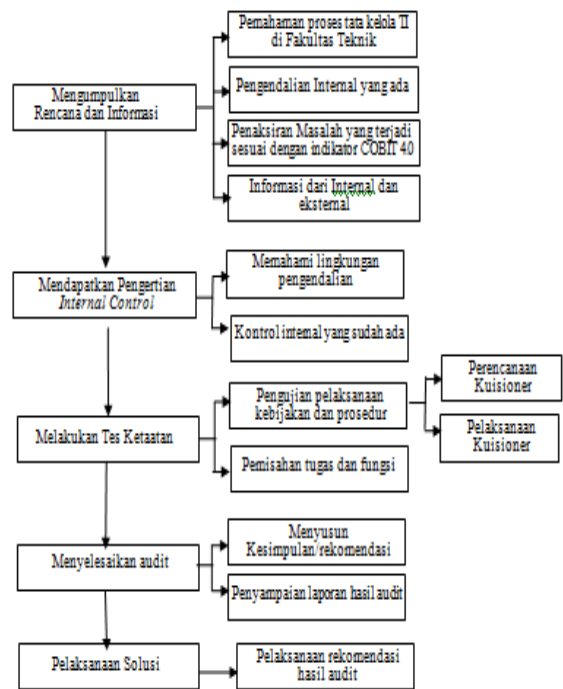 Pemahaman proses tata kelola TI
di Fakultas Teknik
Mengumpulkan
Rencana dan Informasi
Pengendalian Internal yang ada
Penaksiran Masalah yang terjadi
sesuai dengan indikator COBIT 4.0
Informasi dari Internal dan
eksternal
Mendapatkan Pengertian
Internal Control
Memahami lingkungan
pengendalian
Kontrol internal yang sudah ada
Melakukan Tes Ketaatan
Pengujian pelaksanaan
kebijakan dan prosedur
Perencanaan
Kuisioner
Pelaksanaan
Kuisioner
Pemisahan tugas dan fungsi
Menyelesaikan audit
Menyusun
Kesimpulan/rekomendasi
Penyampaian laporan hasil audit
Pelaksanaan Solusi
Pelaksanaan rekomendasi
hasil audit